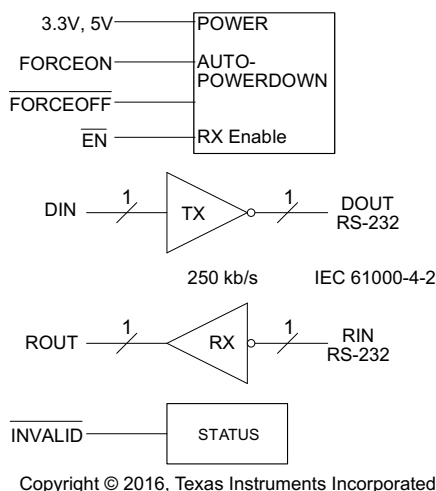 3.3V, 5V
POWER
FORCEON
AUTO-
POWERDOWN
FORCEOFF
EN
RX Enable
DIN
1
TX
1
DOUT
RS-232
250 kb/s
IEC 61000-4-2
ROUT
1
RX
1
RIN
RS-232
INVALID
STATUS
Copyright © 2016, Texas Instruments Incorporated